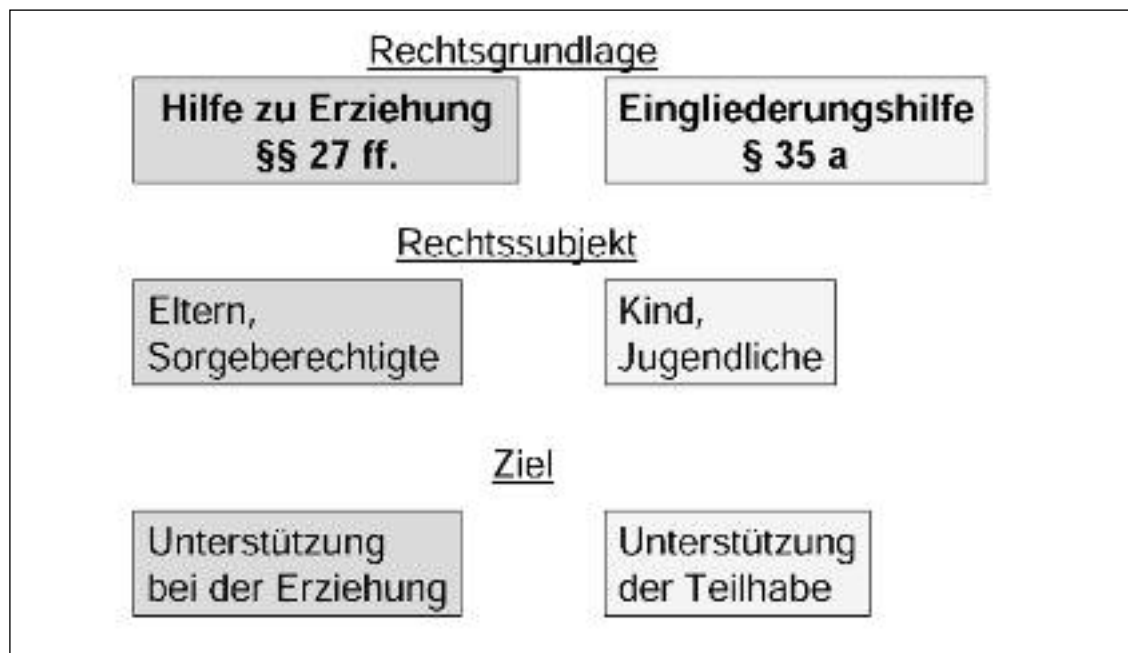 Rechtsgrundlage
Hilfe zu Erziehung
§§ 27 ff.
Eingliederungshilfe
§ 35 a
Rechtssubjekt
Eltern,
Sorgeberechtigte
Kind,
Jugendliche
Ziel
Unterstützung
bei der Erziehung
Unterstützung
der Teilhabe